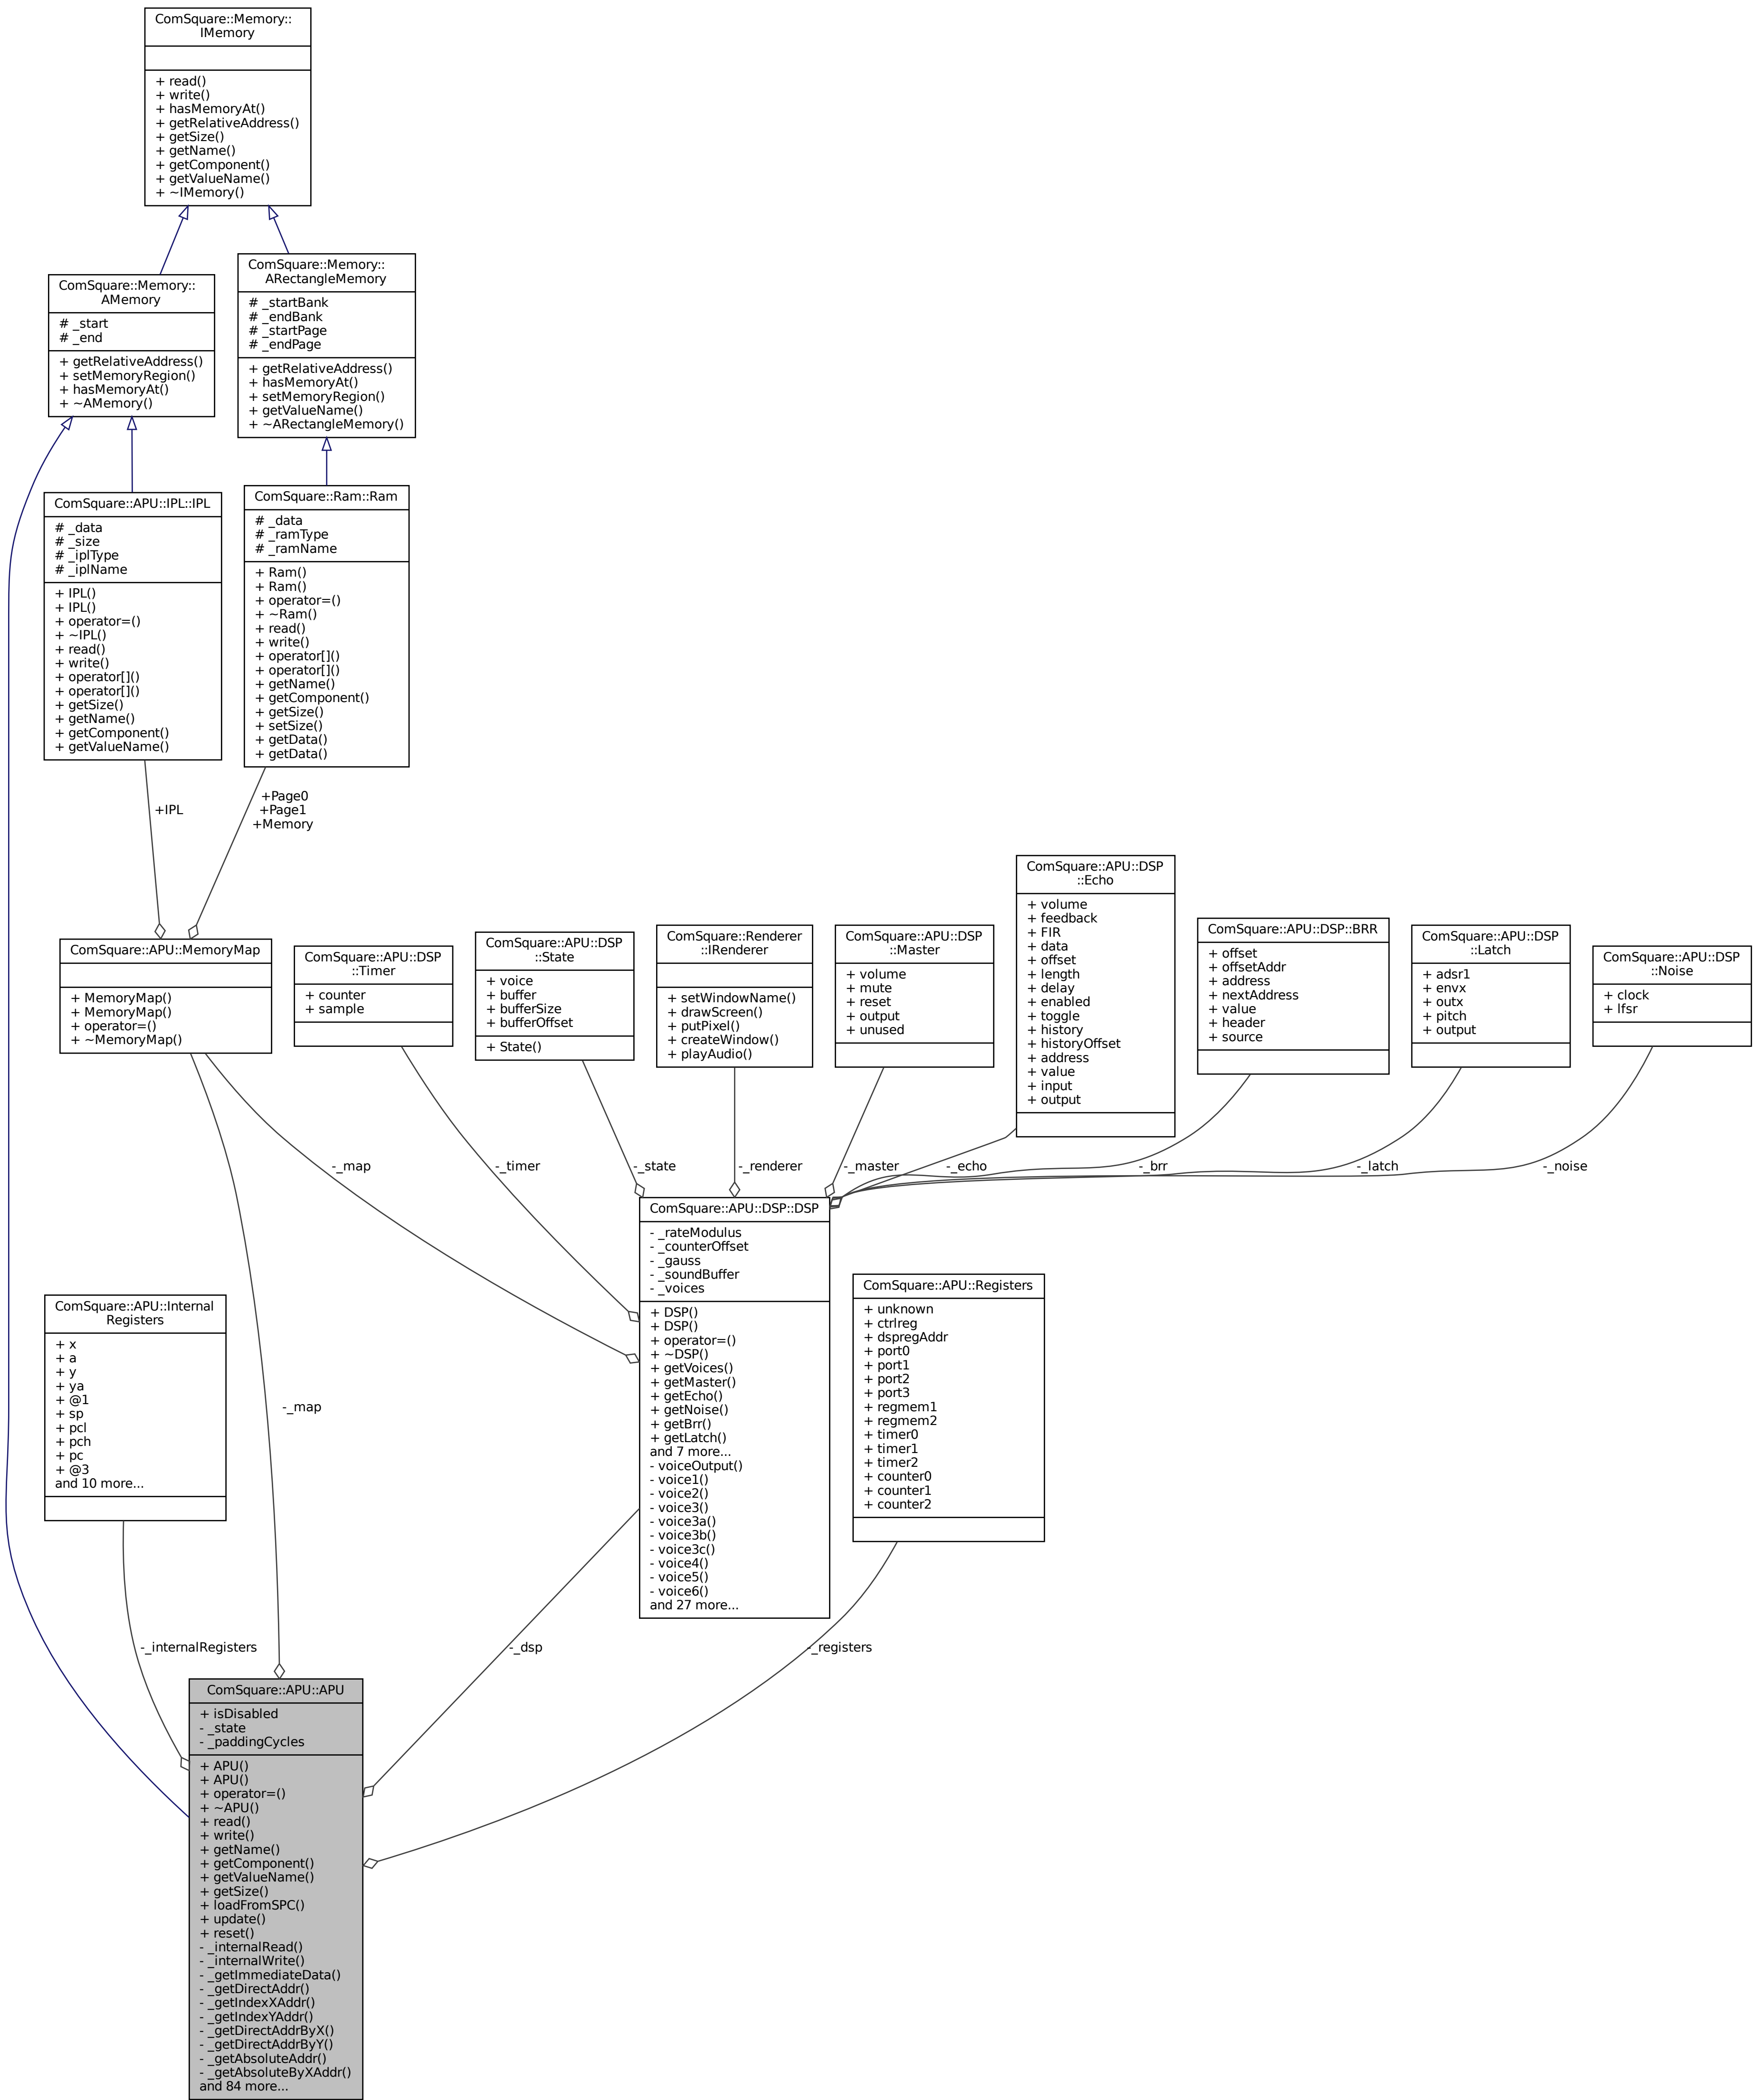 ComSquare::Memory::
IMemory
+ read()
+ write()
+ hasMemoryAt()
+ getRelativeAddress()
+ getSize()
+ getName()
+ getComponent()
+ getValueName()
+ ~IMemory()
ComSquare::Memory::
AMemory
# _start
# _end
+ getRelativeAddress()
+ setMemoryRegion()
+ hasMemoryAt()
+ ~AMemory()
ComSquare::Memory::
ARectangleMemory
# _startBank
# _endBank
# _startPage
# _endPage
+ getRelativeAddress()
+ hasMemoryAt()
+ setMemoryRegion()
+ getValueName()
+ ~ARectangleMemory()
ComSquare::APU::IPL::IPL
# _data
# _size
# _iplType
# _iplName
+ IPL()
+ IPL()
+ operator=()
+ ~IPL()
+ read()
+ write()
+ operator[]()
+ operator[]()
+ getSize()
+ getName()
+ getComponent()
+ getValueName()
ComSquare::Ram::Ram
# _data
# _ramType
# _ramName
+ Ram()
+ Ram()
+ operator=()
+ ~Ram()
+ read()
+ write()
+ operator[]()
+ operator[]()
+ getName()
+ getComponent()
+ getSize()
+ setSize()
+ getData()
+ getData()
+IPL
+Page0
+Page1
+Memory
ComSquare::APU::MemoryMap
+ MemoryMap()
+ MemoryMap()
+ operator=()
+ ~MemoryMap()
ComSquare::APU::DSP
::Timer
+ counter
+ sample
ComSquare::APU::DSP
::State
+ voice
+ buffer
+ bufferSize
+ bufferOffset
+ State()
ComSquare::Renderer
::IRenderer
+ setWindowName()
+ drawScreen()
+ putPixel()
+ createWindow()
+ playAudio()
ComSquare::APU::DSP
::Master
+ volume
+ mute
+ reset
+ output
+ unused
ComSquare::APU::DSP
::Echo
+ volume
+ feedback
+ FIR
+ data
+ offset
+ length
+ delay
+ enabled
+ toggle
+ history
+ historyOffset
+ address
+ value
+ input
+ output
ComSquare::APU::DSP::BRR
+ offset
+ offsetAddr
+ address
+ nextAddress
+ value
+ header
+ source
ComSquare::APU::DSP
::Latch
+ adsr1
+ envx
+ outx
+ pitch
+ output
ComSquare::APU::DSP
::Noise
+ clock
+ lfsr
-_map
-_timer
-_state
-_renderer
-_master
-_echo
-_brr
-_latch
-_noise
ComSquare::APU::DSP::DSP
- _rateModulus
- _counterOffset
- _gauss
- _soundBuffer
- _voices
+ DSP()
+ DSP()
+ operator=()
+ ~DSP()
+ getVoices()
+ getMaster()
+ getEcho()
+ getNoise()
+ getBrr()
+ getLatch()
and 7 more...
- voiceOutput()
- voice1()
- voice2()
- voice3()
- voice3a()
- voice3b()
- voice3c()
- voice4()
- voice5()
- voice6()
and 27 more...
ComSquare::APU::Registers
+ unknown
+ ctrlreg
+ dspregAddr
+ port0
+ port1
+ port2
+ port3
+ regmem1
+ regmem2
+ timer0
+ timer1
+ timer2
+ counter0
+ counter1
+ counter2
ComSquare::APU::Internal
Registers
+ x
+ a
+ y
+ ya
+ @1
+ sp
+ pcl
+ pch
+ pc
+ @3
and 10 more...
-_map
-_internalRegisters
-_dsp
-_registers
ComSquare::APU::APU
+ isDisabled
- _state
- _paddingCycles
+ APU()
+ APU()
+ operator=()
+ ~APU()
+ read()
+ write()
+ getName()
+ getComponent()
+ getValueName()
+ getSize()
+ loadFromSPC()
+ update()
+ reset()
- _internalRead()
- _internalWrite()
- _getImmediateData()
- _getDirectAddr()
- _getIndexXAddr()
- _getIndexYAddr()
- _getDirectAddrByX()
- _getDirectAddrByY()
- _getAbsoluteAddr()
- _getAbsoluteByXAddr()
and 84 more...